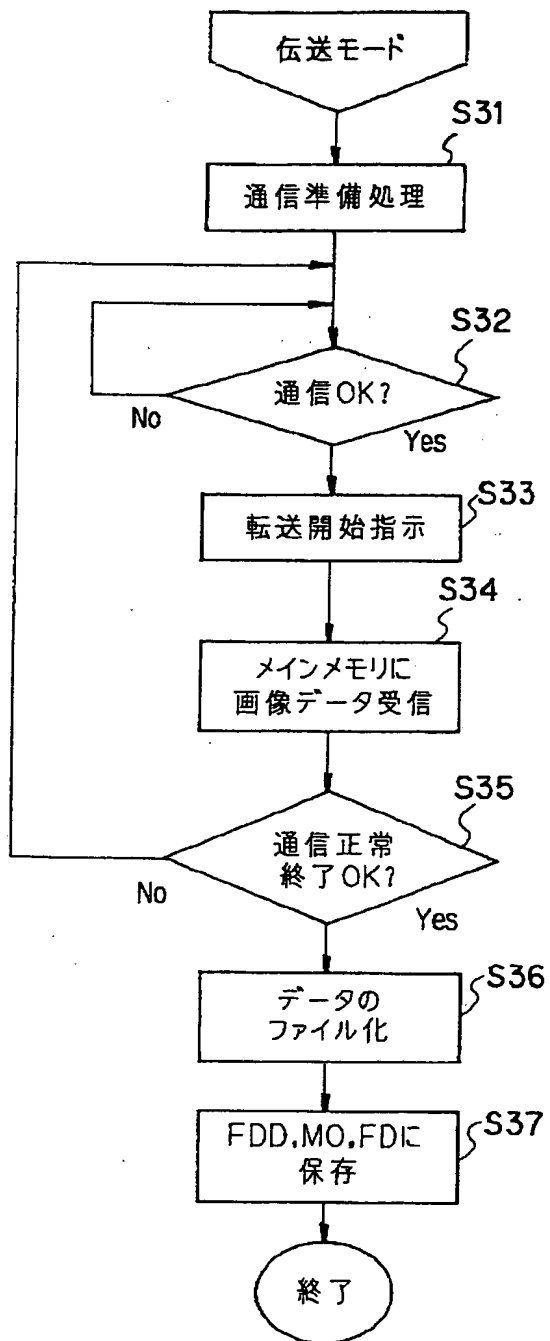 伝送モード
S31
通信準備処理
S32
通信OK?
No
Yes
S33
転送開始指示
S34
メインメモリに
画像データ受信
S35
通信正常
終了OK?
No
Yes
S36
データの
ファイル化
S37
FDD.MO.FDに
保存
終了